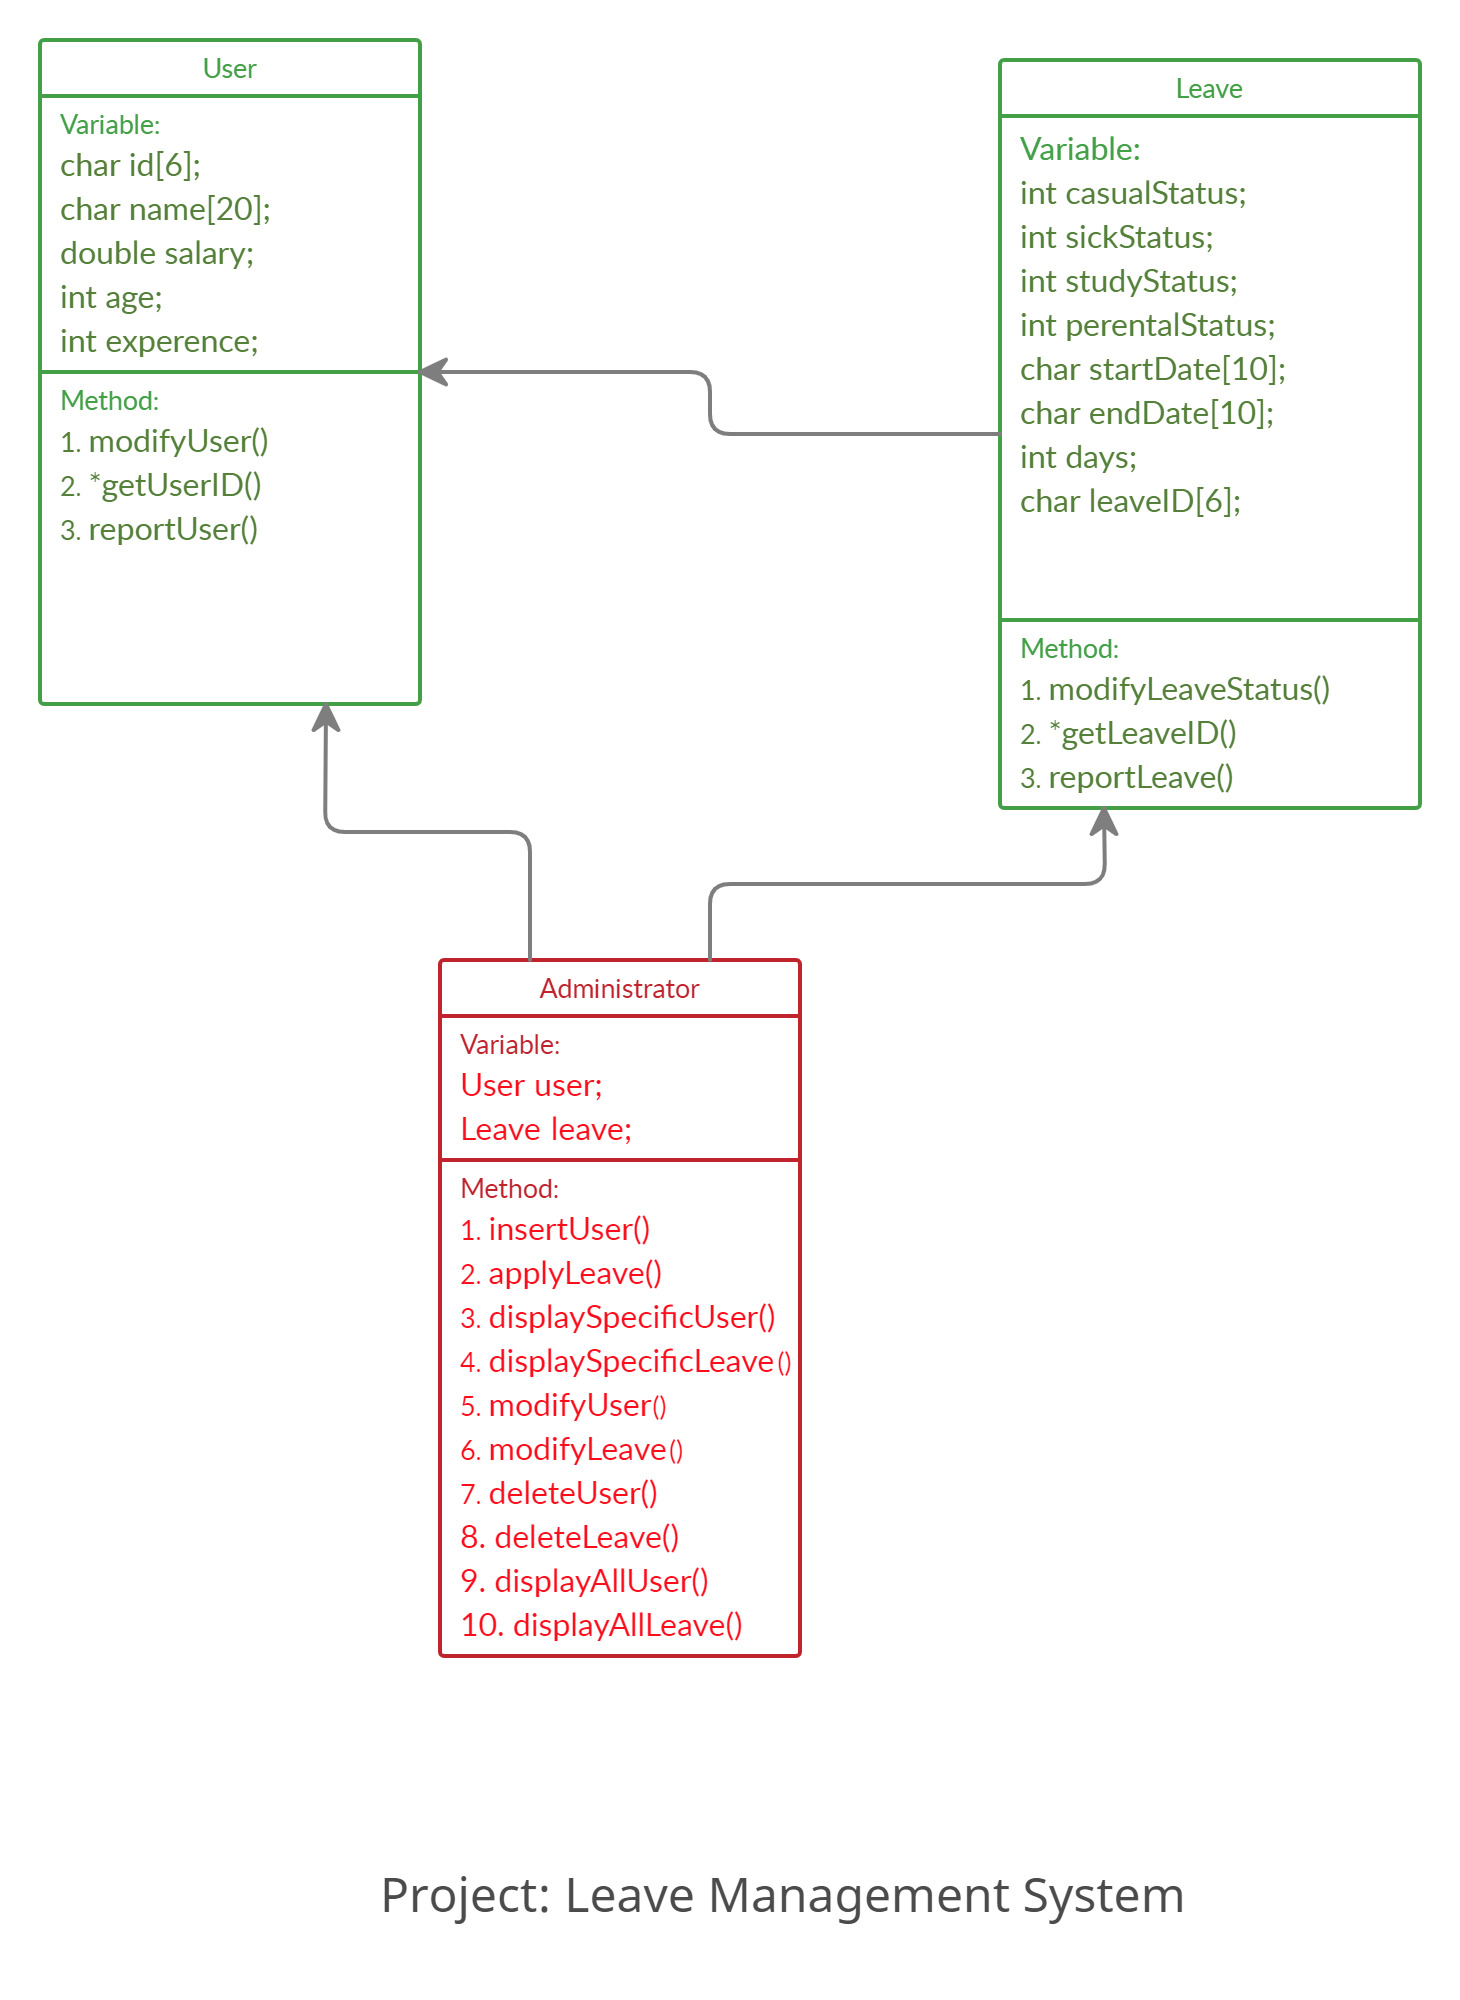 User
Variable:
char id[6];
char name[20];
double salary;
int age;
int experence;
Method:
1. modifyUser()
2. *getUserID()
3. reportUser()
Leave
Variable:
int casualStatus;
int sickStatus;
int studyStatus;
int perentalStatus;
char startDate[10];
char endDate[10];
int days;
char leaveID[6];
Method:
1. modifyLeaveStatus()
2. *getLeaveID()
3. reportLeave()
Administrator
Variable:
User user;
Leave leave;
Method:
1. insertUser()
2. applyLeave()
3. displaySpecificUser()
4. displaySpecificLeave()
5. modifyUser()
6. modifyLeave()
7. deleteUser()
8. deleteLeave()
9. displayAllUser()
10. displayAllLeave()
Project: Leave Management System